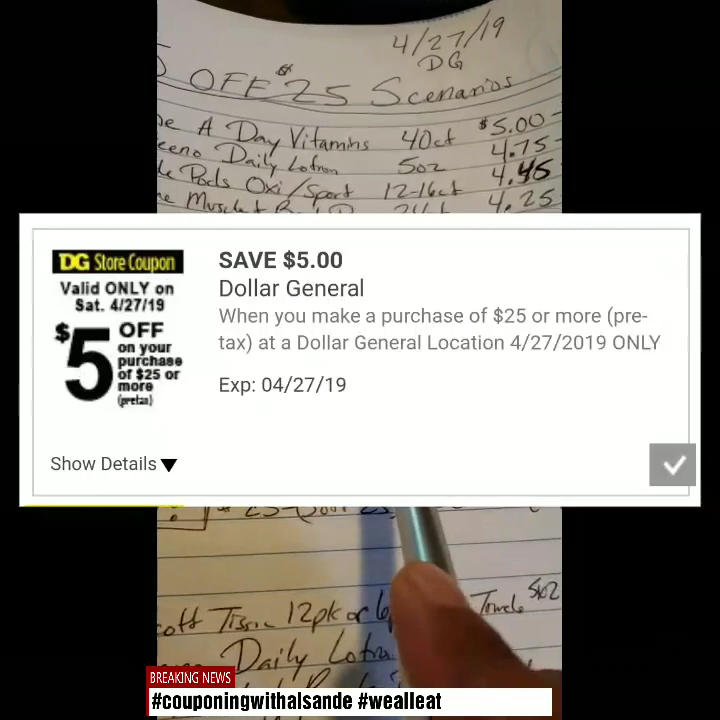 4/27/19
DG
OFF $25 Scenarios
A Day Vitamins 40ct $5.00
Daily Lotion 5oz 4.75
Pods Oxi/Sport 12-16ct 4.45
4.25
DG Store Coupon
Valid ONLY on
Sat. 4/27/19
$5 OFF
on your
purchase
of $25 or
more
(pretax)
SAVE $5.00
Dollar General
When you make a purchase of $25 or more (pre-
tax) at a Dollar General Location 4/27/2019 ONLY
Exp: 04/27/19
Show Details
12pk or Towels
Daily Lotion
BREAKING NEWS
#couponingwithalsande #wealleat